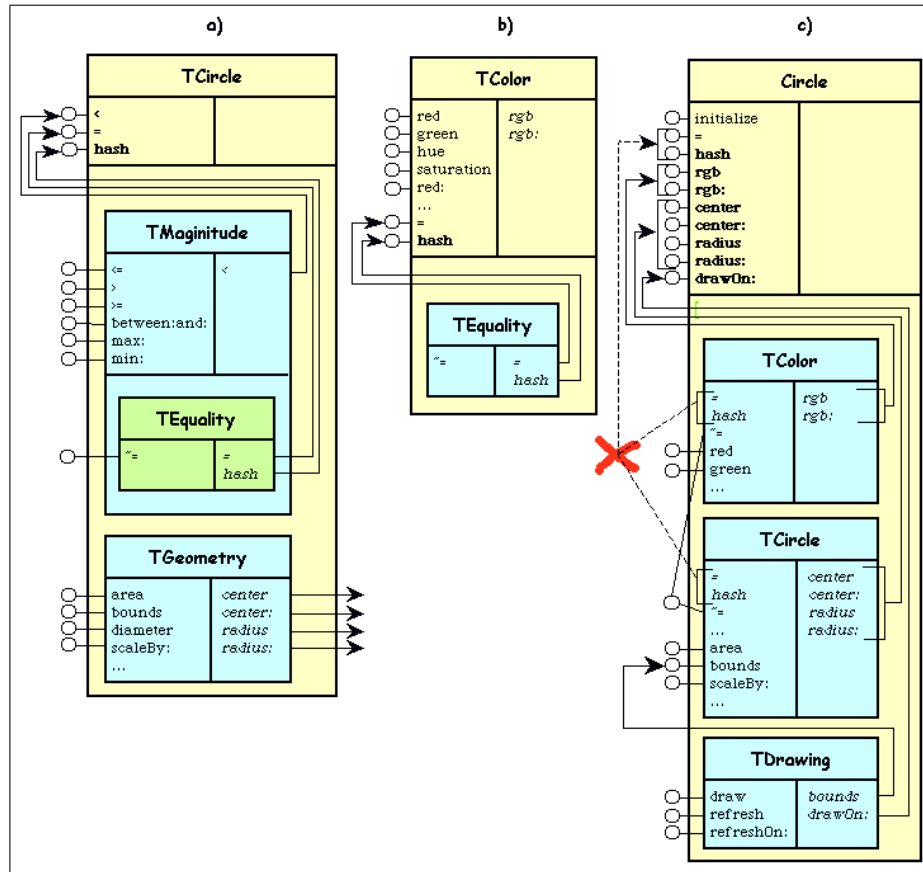 a)
TCircle
<
=
hash
TMaginitude
<=
<
>
>=
between:and:
max:
min:
TEquality
~=
=
hash
TGeometry
area
center
bounds
center:
diameter
radius
scaleBy:
radius:
...
b)
TColor
red
rgb
green
rgb:
hue
saturation
red:
...
=
hash
TEquality
~=
=
hash
c)
Circle
initialize
=
hash
rgb
rgb:
center
center:
radius
radius:
drawOn:
TColor
=
rgb
hash
rgb:
~=
red
green
...
TCircle
=
center
hash
center:
~=
radius
...
radius:
area
bounds
scaleBy:
...
TDrawing
draw
bounds
refresh
drawOn:
refreshOn: